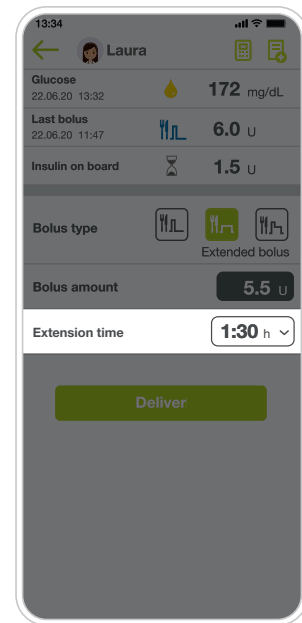 13:34
Laura
Glucose
22.06.20 13:32
172 mg/dL
Last bolus
22.06.20 11:47
6.0 U
Insulin on board
1.5 U
Bolus type
Extended bolus
Bolus amount
5.5 U
Extension time
1:30 h
Deliver